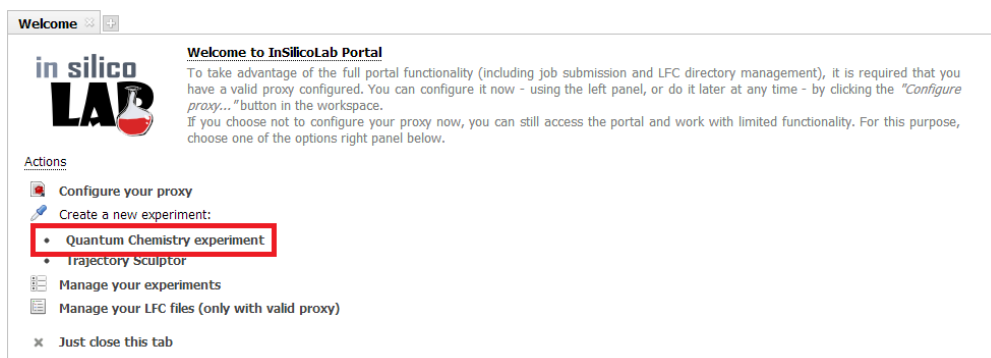 Welcome
in silico
LAB
Welcome to InSilicoLab Portal
To take advantage of the full portal functionality (including job submission and LFC directory management), it is required that you
have a valid proxy configured. You can configure it now - using the left panel, or do it later at any time - by clicking the "Configure
proxy..." button in the workspace.
If you choose not to configure your proxy now, you can still access the portal and work with limited functionality. For this purpose,
choose one of the options right panel below.
Actions
Configure your proxy
Create a new experiment:
• Quantum Chemistry experiment
• Trajectory Sculptor
Manage your experiments
Manage your LFC files (only with valid proxy)
Just close this tab